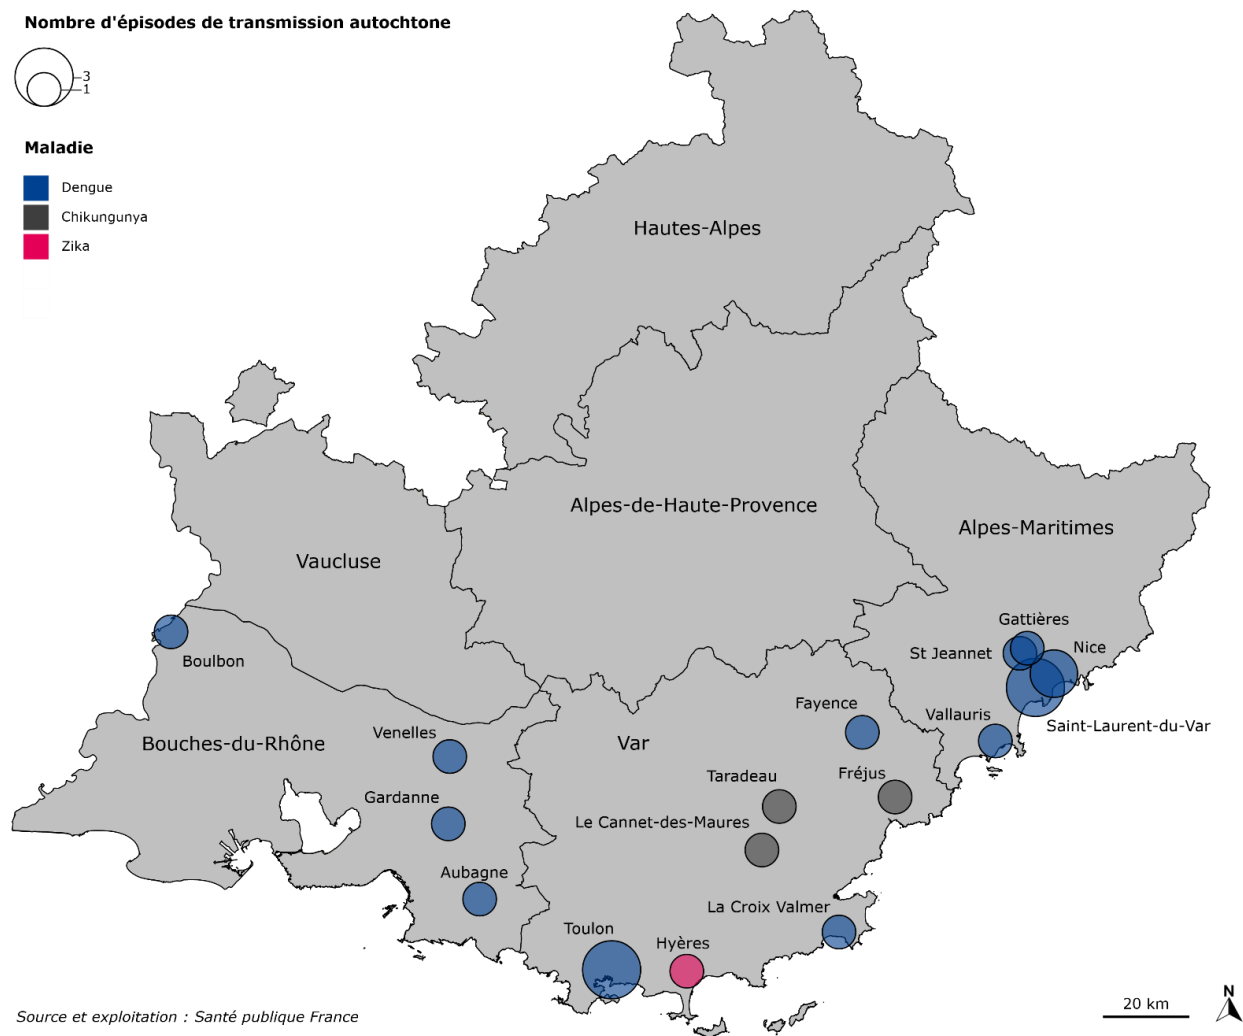 Nombre d'épisodes de transmission autochtone
3
1
Maladie
Dengue
Chikungunya
Zika
Hautes-Alpes
Alpes-de-Haute-Provence
Alpes-Maritimes
Vaucluse
Gattières
St Jeannet
Nice
Boulbon
Fayence
Vallauris
Saint-Laurent-du-Var
Venelles
Bouches-du-Rhône
Var
Taradeau
Fréjus
Gardanne
Le Cannet-des-Maures
Aubagne
La Croix Valmer
Toulon
Hyères
N
20 km
Source et exploitation : Santé publique France